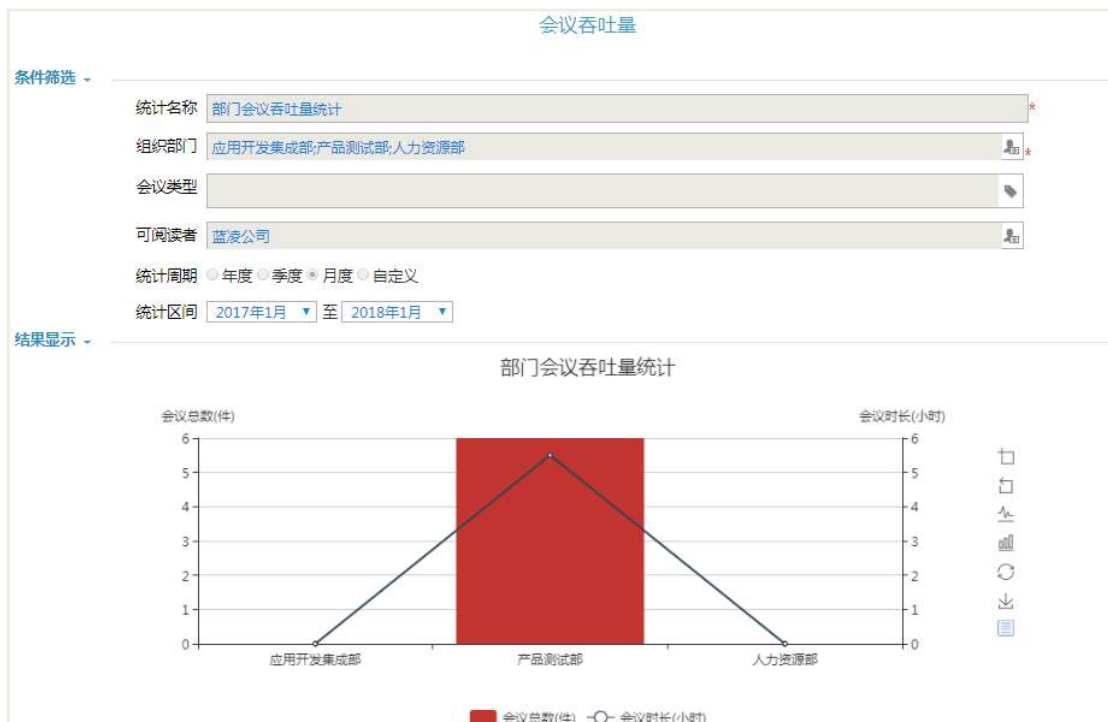 会议吞吐量
条件筛选
统计名称 部门会议吞吐量统计 *
组织部门 应用开发集成部;产品测试部;人力资源部 *
会议类型
可阅读者 蓝凌公司
统计周期 年度 季度 月度 自定义
统计区间 2017年1月 至 2018年1月
结果显示
部门会议吞吐量统计
会议总数(件) 会议时长(小时)
6 6
5 5
4 4
3 3
2 2
1 1
0 0
应用开发集成部 产品测试部 人力资源部
会议总数(件) 会议时长(小时)